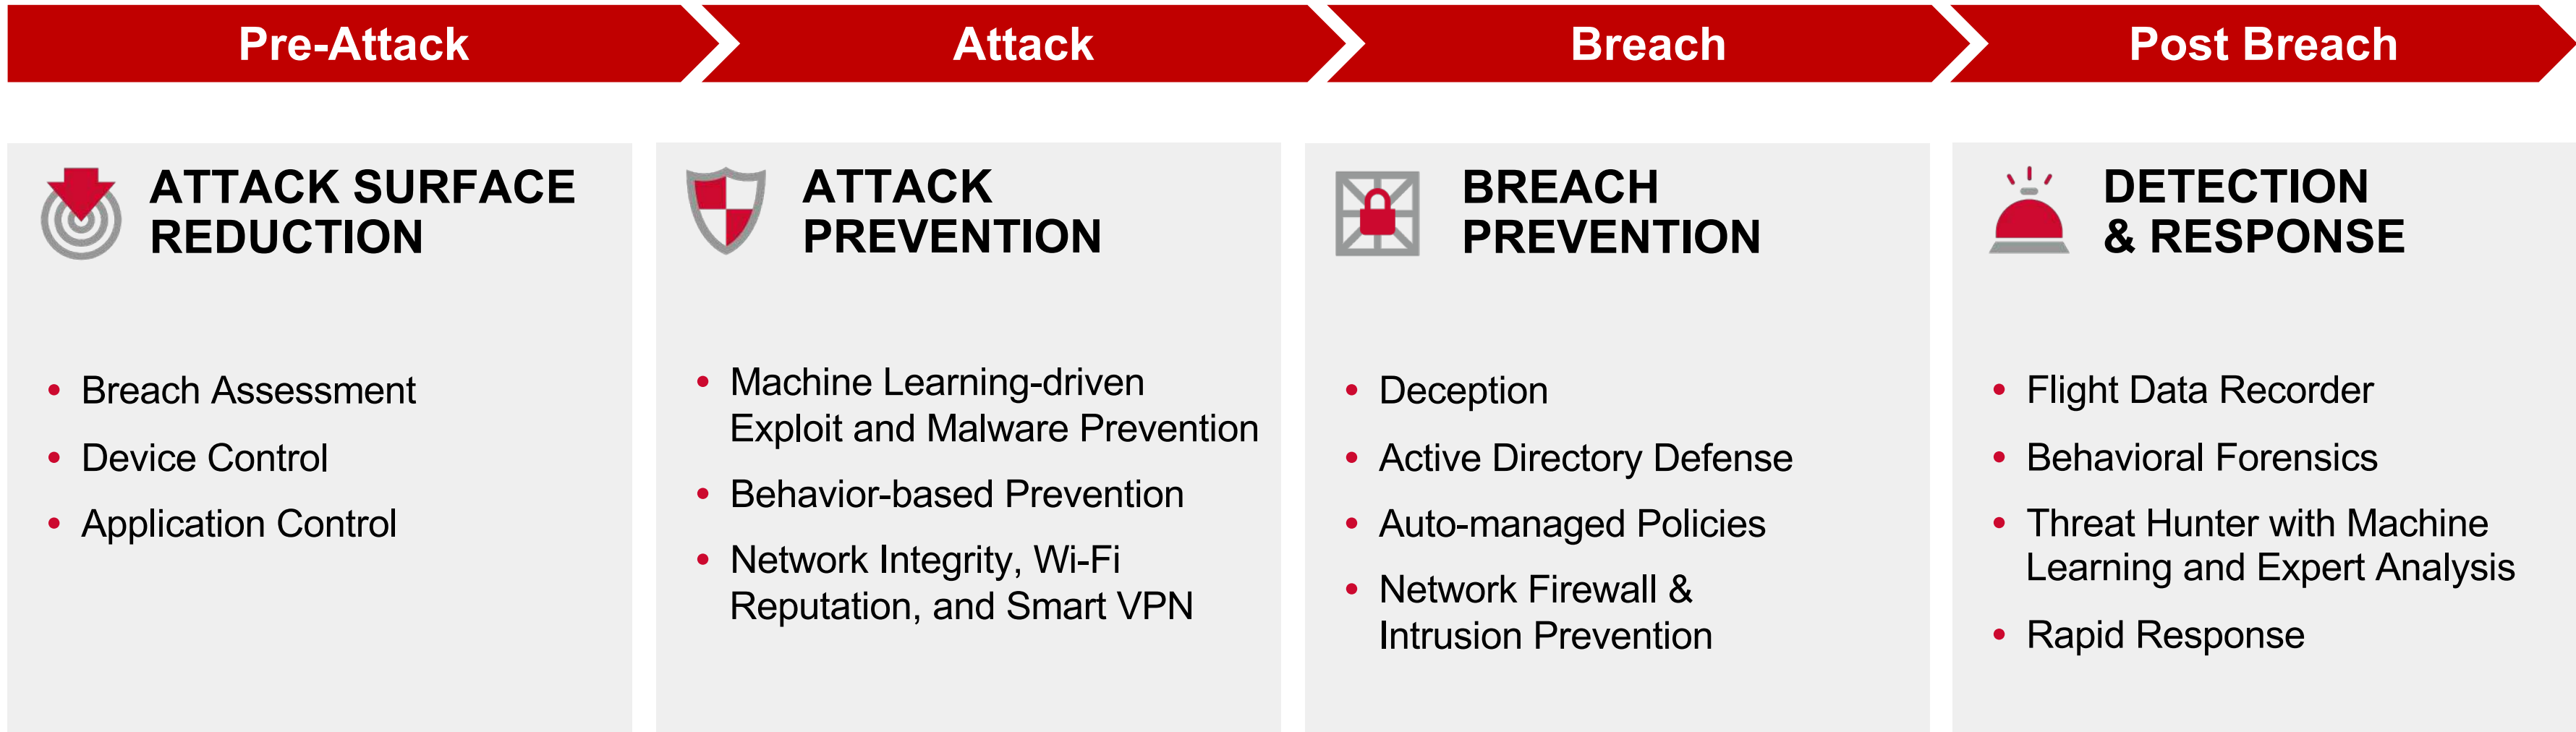 Pre-Attack
Attack
Breach
Post Breach
ATTACK SURFACE
REDUCTION
• Breach Assessment
• Device Control
• Application Control
ATTACK
PREVENTION
• Machine Learning-driven
Exploit and Malware Prevention
• Behavior-based Prevention
• Network Integrity, Wi-Fi
Reputation, and Smart VPN
BREACH
PREVENTION
• Deception
• Active Directory Defense
• Auto-managed Policies
• Network Firewall &
Intrusion Prevention
DETECTION
& RESPONSE
• Flight Data Recorder
• Behavioral Forensics
• Threat Hunter with Machine
Learning and Expert Analysis
• Rapid Response